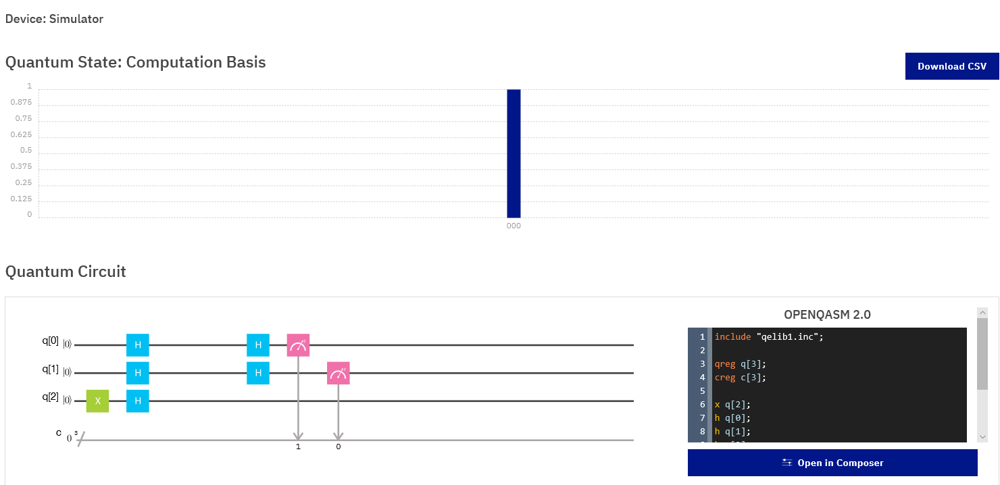 Device: Simulator
Quantum State: Computation Basis
Download CSV
1
0.875
0.75
0.625
0.5
0.375
0.25
0.125
0
000
Quantum Circuit
OPENQASM 2.0
q[0] |0⟩ H H z
q[1] |0⟩ H H z
q[2] |0⟩ X H
c 0 3
1 0
1 include "qelib1.inc";
2
3 qreg q[3];
4 creg c[3];
5
6 x q[2];
7 h q[0];
8 h q[1];
Open in Composer